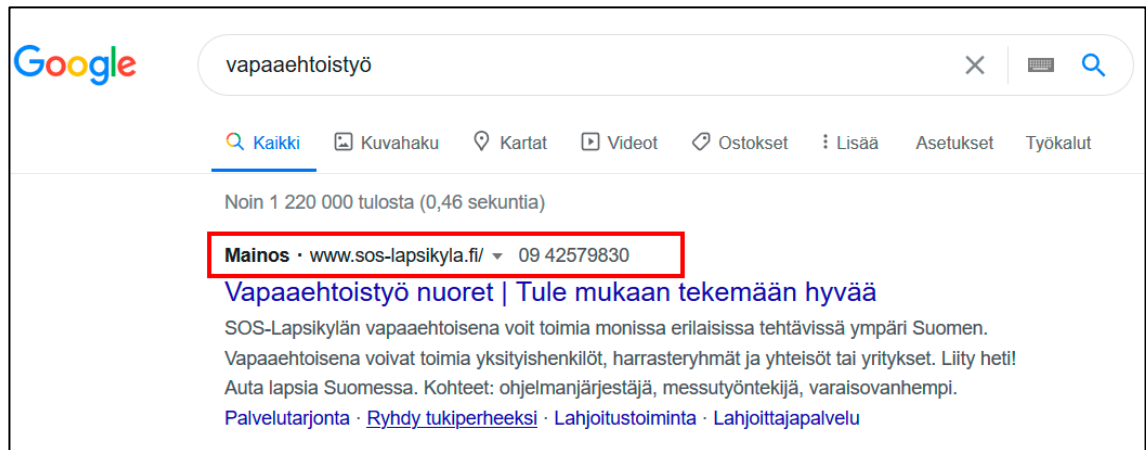 Google vapaaehtoistyö
Kaikki Kuvahaku Kartat Videot Ostokset Lisää Asetukset Työkalut
Noin 1 220 000 tulosta (0,46 sekuntia)
Mainos · www.sos-lapsikyla.fi/ 09 42579830
Vapaaehtoistyö nuoret | Tule mukaan tekemään hyvää
SOS-Lapsikylän vapaaehtoisena voit toimia monissa erilaisissa tehtävissä ympäri Suomen.
Vapaaehtoisena voivat toimia yksityishenkilöt, harrasteryhmät ja yhteisöt tai yritykset. Liity heti!
Auta lapsia Suomessa. Kohteet: ohjelmanjärjestäjä, messutyöntekijä, varaisovanhempi.
Palvelutarjonta · Ryhdy tukiperheeksi · Lahjoitustoiminta · Lahjoittajapalvelu